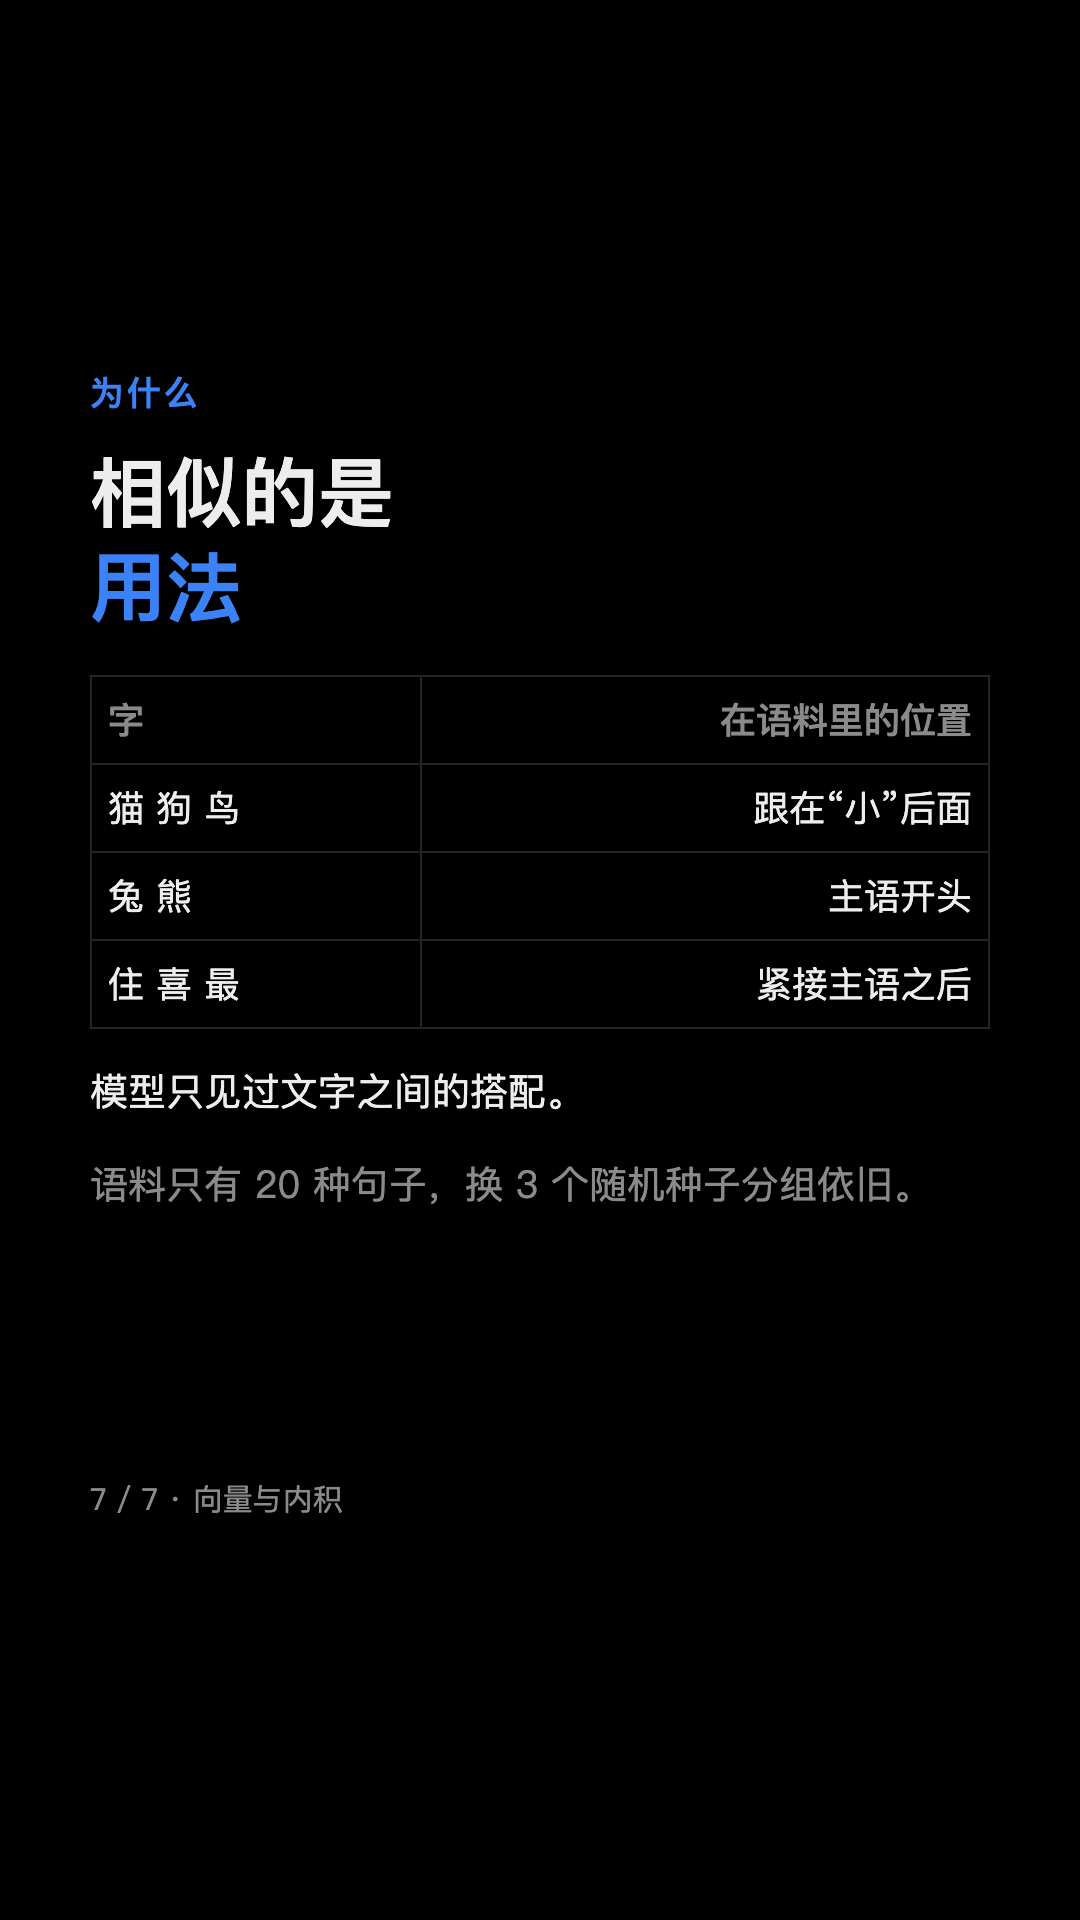 为什么
相似的是
用法
字 在语料里的位置
猫 狗 鸟 跟在“小”后面
兔 熊 主语开头
住 喜 最 紧接主语之后
模型只见过文字之间的搭配。
语料只有 20 种句子，换 3 个随机种子分组依旧。
7 / 7 · 向量与内积